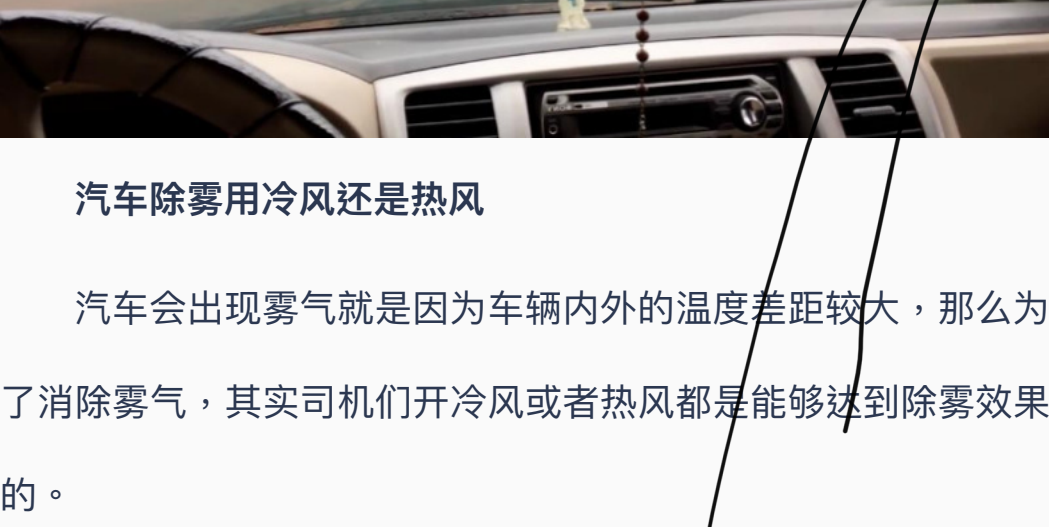 汽车除雾用冷风还是热风
汽车会出现雾气就是因为车辆内外的温度差距较大，那么为
了消除雾气，其实司机们开冷风或者热风都是能够达到除雾效果
的。